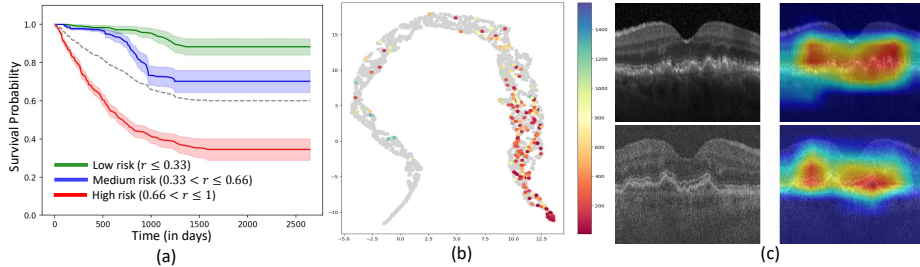 1.0
0.8
0.6
0.4
0.2
0.0
Survival Probability
Low risk (r ≤ 0.33)
Medium risk (0.33 < r ≤ 0.66)
High risk (0.66 < r ≤ 1)
0 500 1000 1500 2000 2500
Time (in days)
(a)
15
10
5
0
−5
−10
−5.0 −2.5 0.0 2.5 5.0 7.5 10.0 12.5
(b)
1400
1200
1000
800
600
400
200
(c)